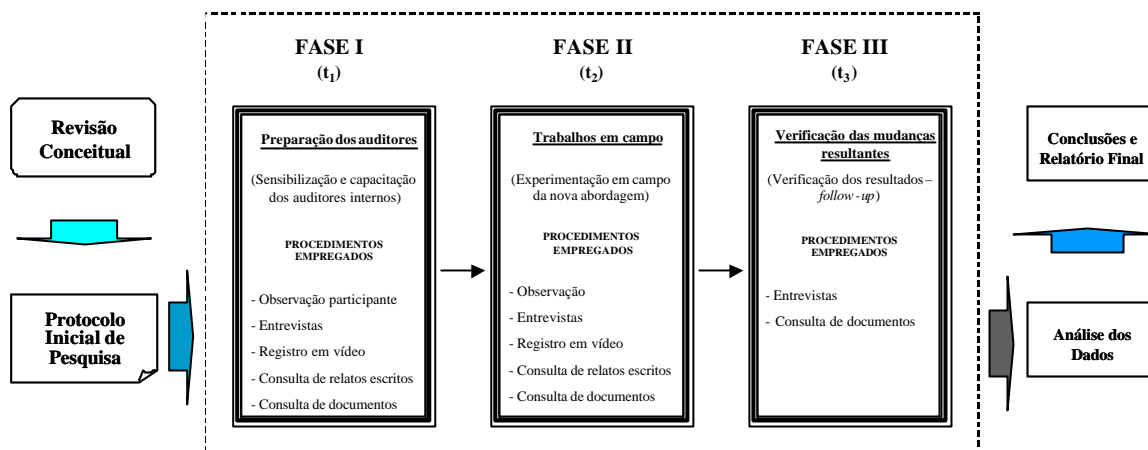 Revisão
Conceitual
Protocolo
Inicial de
Pesquisa
FASE I
(t1)
Preparação dos auditores
(Sensibilização e capacitação
dos auditores internos)
PROCEDIMENTOS
EMPREGADOS
- Observação participante
- Entrevistas
- Registro em vídeo
- Consulta de relatos escritos
- Consulta de documentos
FASE II
(t2)
Trabalhos em campo
(Experimentação em campo
da nova abordagem)
PROCEDIMENTOS
EMPREGADOS
- Observação
- Entrevistas
- Registro em vídeo
- Consulta de relatos escritos
- Consulta de documentos
FASE III
(t3)
Verificação das mudanças
resultantes
(Verificação dos resultados –
follow-up)
PROCEDIMENTOS
EMPREGADOS
- Entrevistas
- Consulta de documentos
Conclusões e
Relatório Final
Análise dos
Dados